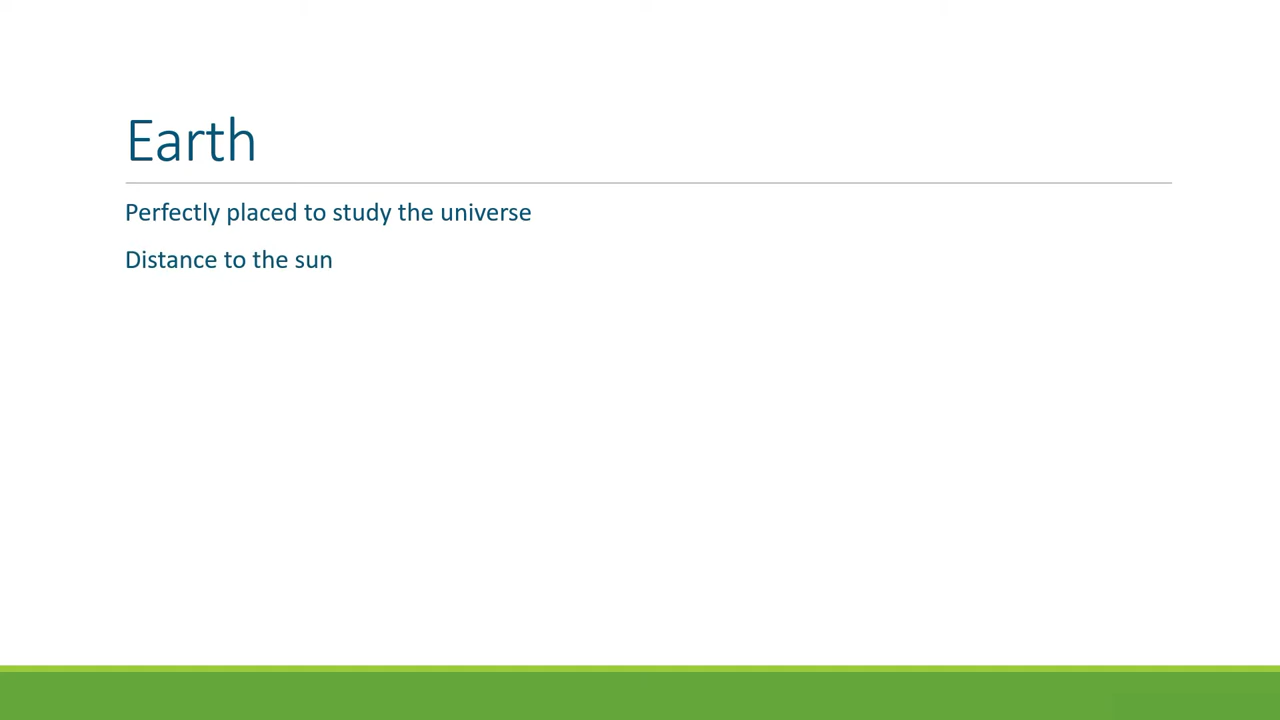 Earth
Perfectly placed to study the universe
Distance to the sun